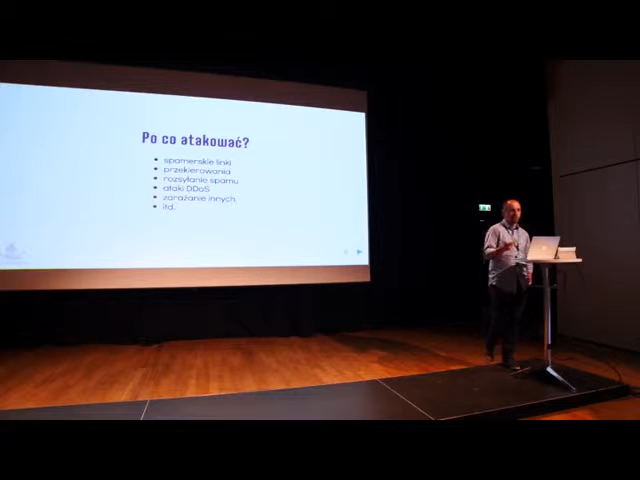 Po co atakować?
• spamerskie linki
• przekierowania
• rozsyłanie spamu
• ataki DDoS
• zarażanie innych
• itd.